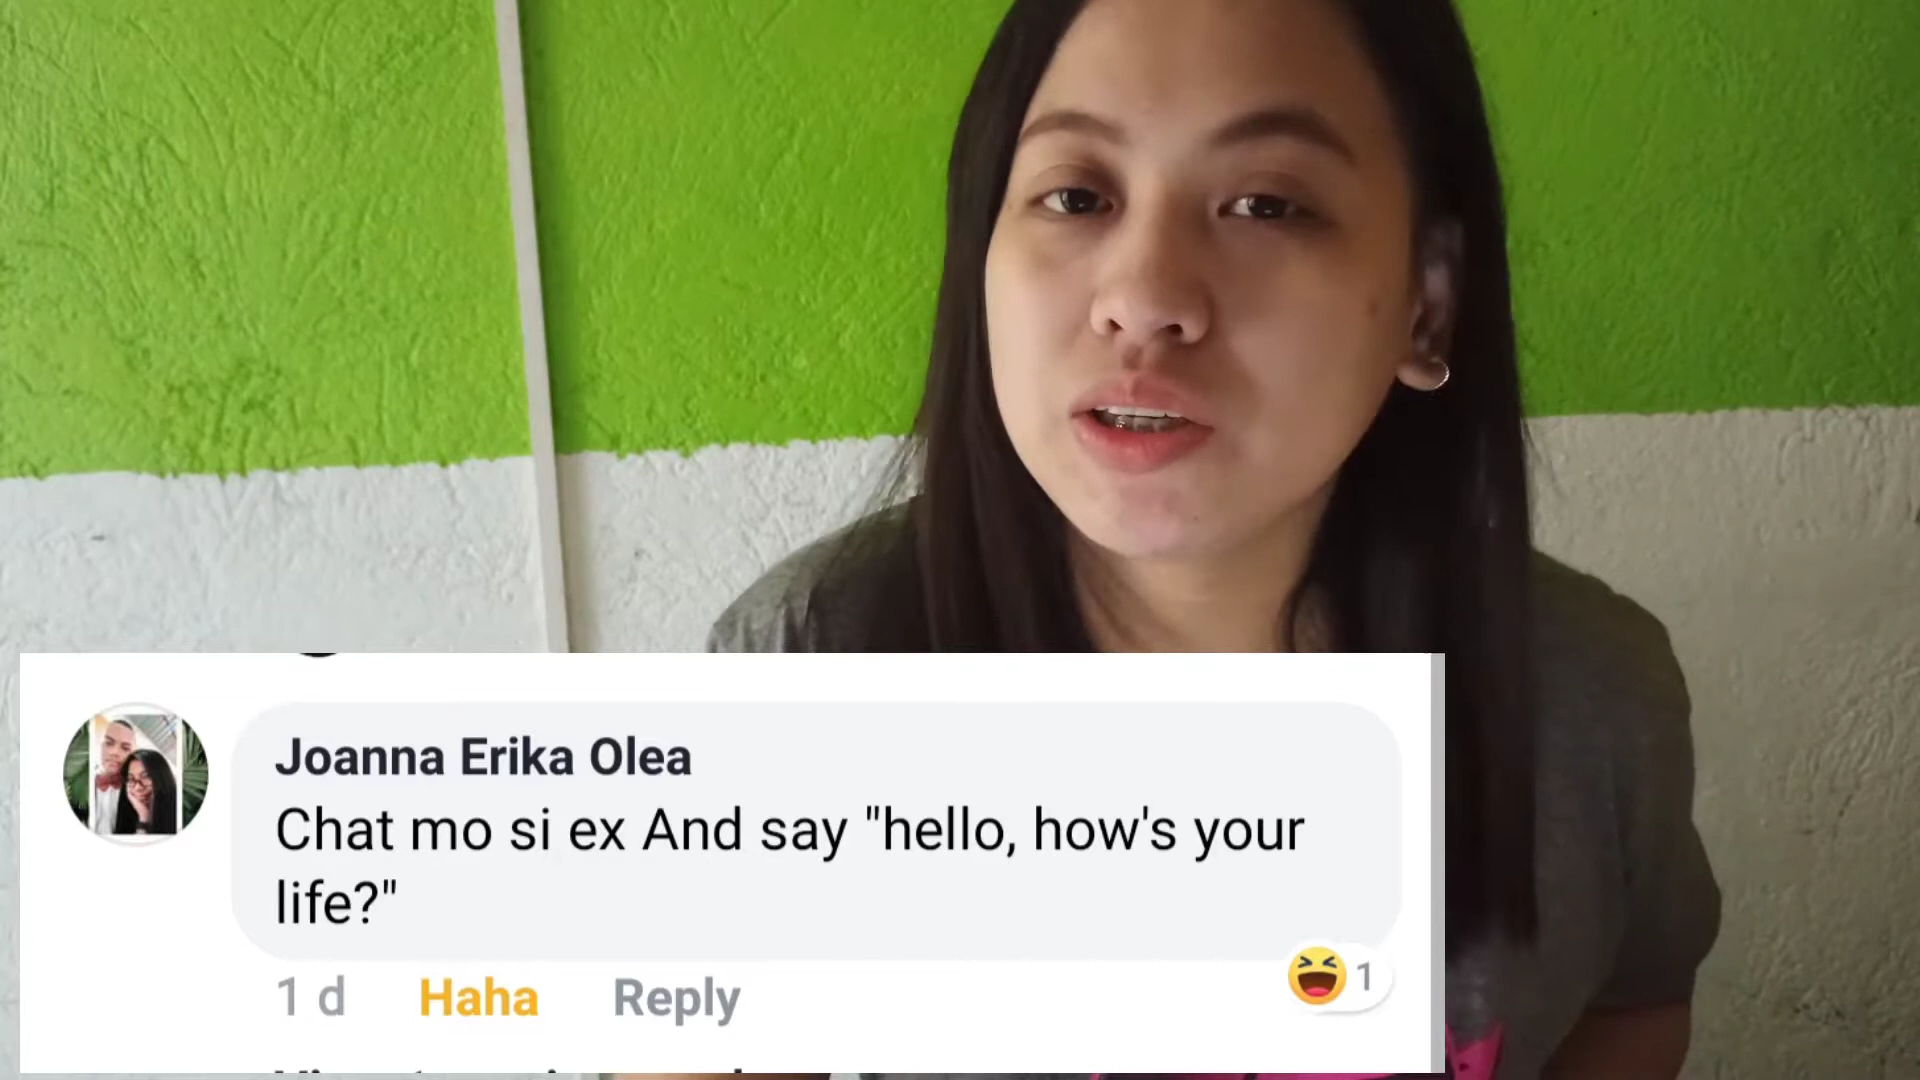 Joanna Erika Olea
Chat mo si ex And say "hello, how's your
life?"
1 d Haha Reply
1